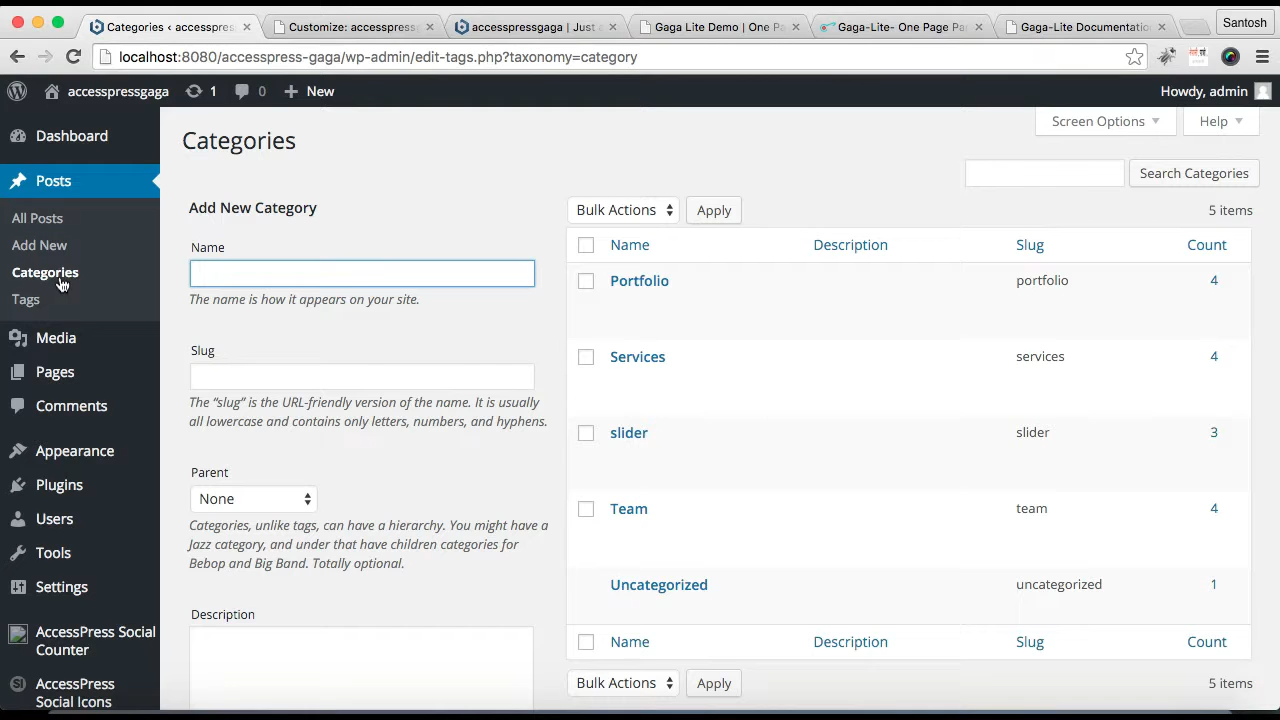 Categories < accesspress
Customize: accesspress
accesspressgaga | Just a
Gaga Lite Demo | One P
Gaga-Lite- One Page Pa
Gaga-Lite Documentatio
Santosh
localhost:8080/accesspress-gaga/wp-admin/edit-tags.php?taxonomy=category
accesspressgaga
1
0
New
Howdy, admin
Dashboard
Posts
All Posts
Add New
Categories
Tags
Media
Pages
Comments
Appearance
Plugins
Users
Tools
Settings
AccessPress Social
Counter
AccessPress
Social Icons
Categories
Screen Options
Help
Search Categories
Add New Category
Name
The name is how it appears on your site.
Slug
The “slug” is the URL-friendly version of the name. It is usually
all lowercase and contains only letters, numbers, and hyphens.
Parent
None
Categories, unlike tags, can have a hierarchy. You might have a
Jazz category, and under that have children categories for
Bebop and Big Band. Totally optional.
Description
Bulk Actions
Apply
5 items
Name Description Slug Count
Portfolio portfolio 4
Services services 4
slider slider 3
Team team 4
Uncategorized uncategorized 1
Name Description Slug Count
Bulk Actions
Apply
5 items